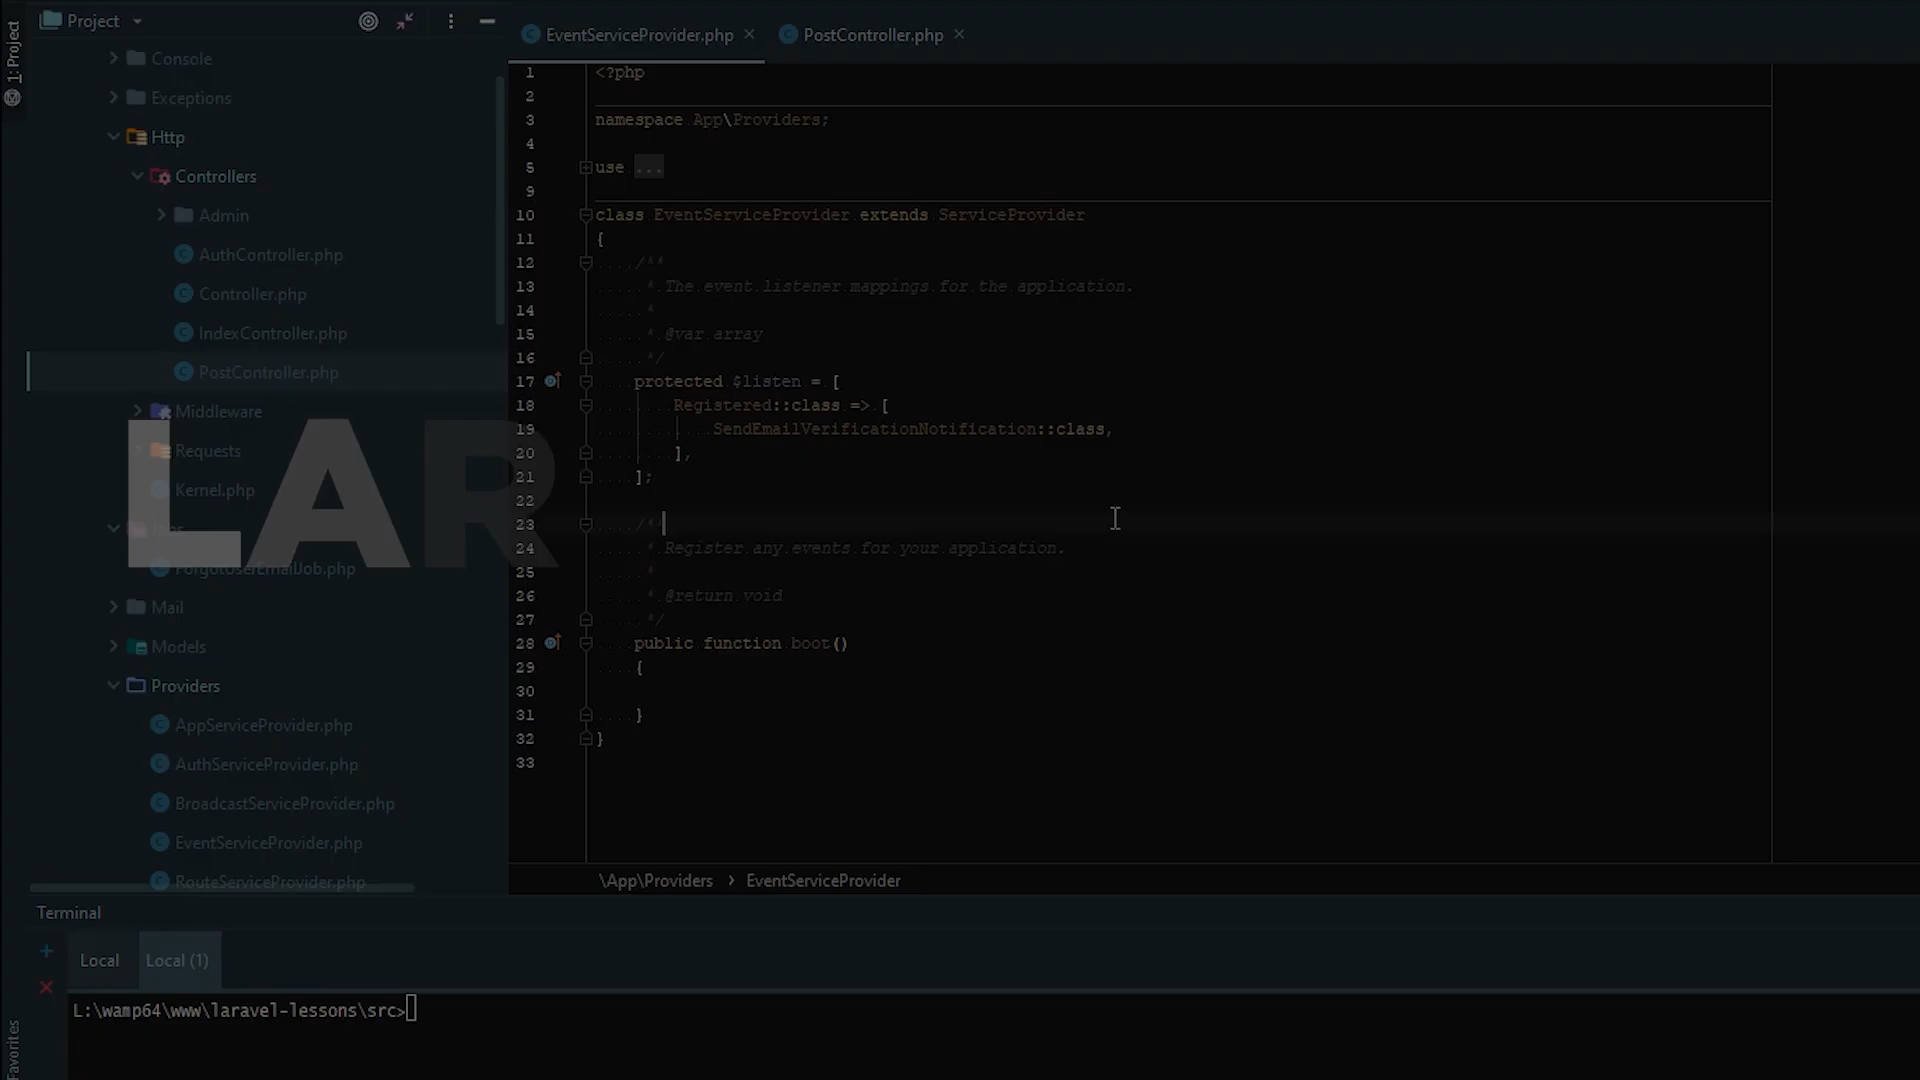 Project
1: Project
Console
Exceptions
Http
Controllers
Admin
AuthController.php
Controller.php
IndexController.php
PostController.php
Middleware
Requests
Kernel.php
ForgotUserEmailJob.php
Mail
Models
Providers
AppServiceProvider.php
AuthServiceProvider.php
BroadcastServiceProvider.php
EventServiceProvider.php
RouteServiceProvider.php
LAR
EventServiceProvider.php
PostController.php
1 <?php
2
3 namespace App\Providers;
4
5 use ...
9
10 class EventServiceProvider extends ServiceProvider
11 {
12 /**
13 * The event listener mappings for the application.
14 *
15 * @var array
16 */
17 protected $listen = [
18 Registered::class => [
19 SendEmailVerificationNotification::class,
20 ],
21 ];
22
23 /**
24 * Register any events for your application.
25 *
26 * @return void
27 */
28 public function boot()
29 {
30
31 }
32 }
33
\App\Providers > EventServiceProvider
Terminal
Local
Local (1)
L:\wamp64\www\laravel-lessons\src>
Favorites